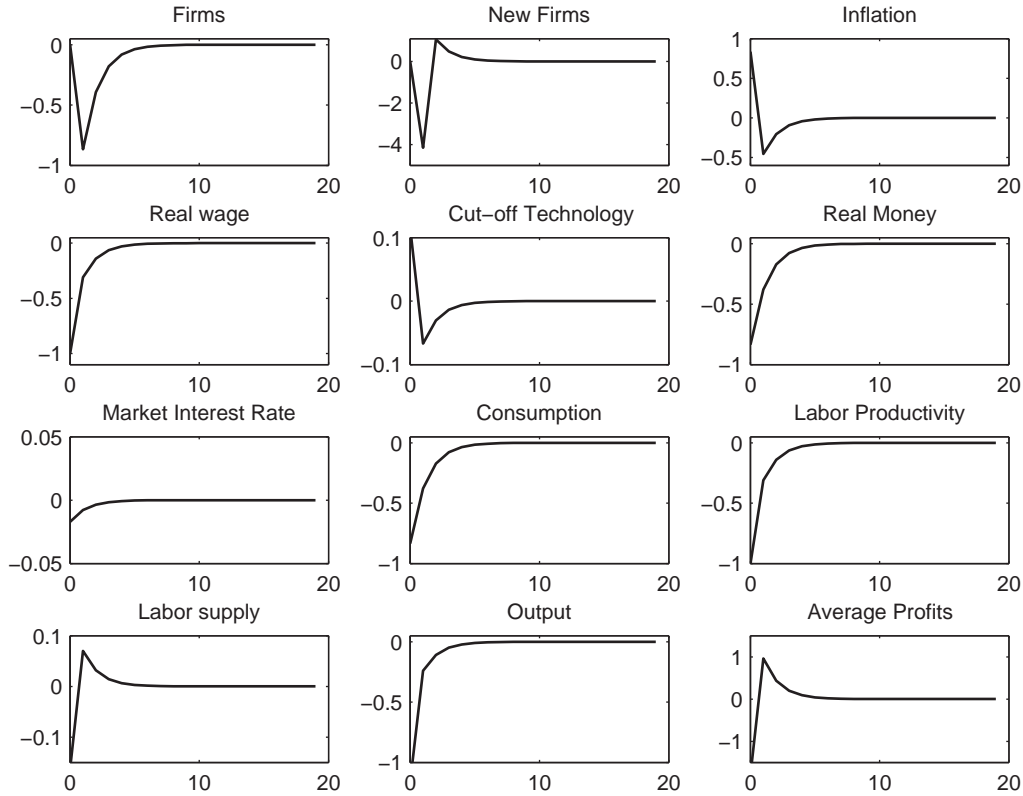 Firms New Firms Inflation
0 0 1
−0.5 −2 0.5
−1 −4 0
−0.5
0 10 20 0 10 20 0 10 20
Real wage Cut−off Technology Real Money
0 0.1 0
−0.5 0 −0.5
−1 −0.1 −1
0 10 20 0 10 20 0 10 20
Market Interest Rate Consumption Labor Productivity
0.05 0 0
0 −0.5 −0.5
−0.05 −1 −1
0 10 20 0 10 20 0 10 20
Labor supply Output Average Profits
0.1 0 1
0 −0.5 0
−0.1 −1 −1
0 10 20 0 10 20 0 10 20